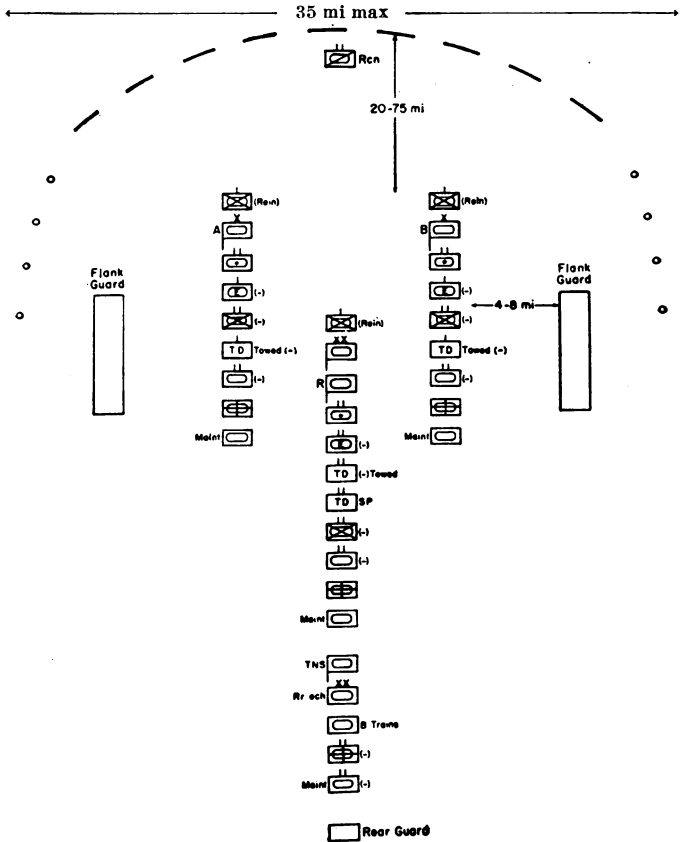 35 mi max
Rcn
20-75 mi
(Rein)
(Rein)
X
X
A
B
(-)
(-)
Flank
Guard
Flank
Guard
4-8 mi
(-)
(Rein)
(-)
XX
TD Towed (-)
TD Towed (-)
(-)
R
(-)
Maint
Maint
(-)
TD (-) Towed
TD SP
(-)
(-)
Maint
TNS
XX
Rr ech
B Trains
(-)
Maint (-)
Rear Guard